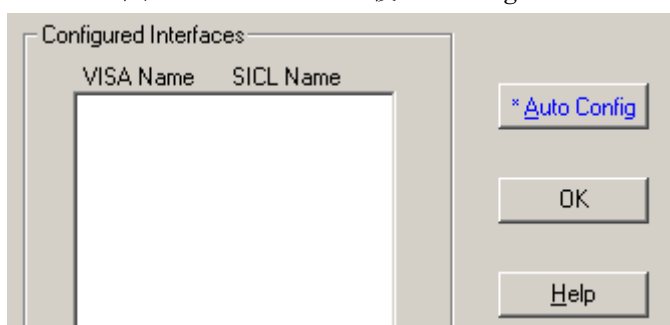 Configured Interfaces
VISA Name SICL Name
* Auto Config
OK
Help